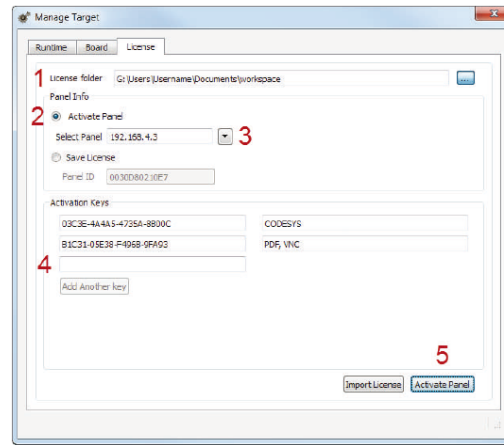 Manage Target
Runtime Board License
1 License folder G:\Users\Username\Documents\workspace ...
Panel Info
2 Activate Panel
Select Panel 192.168.4.3 3
Save License
Panel ID 0030D80210E7
Activation Keys
03C3E-4A4A5-4735A-8B00C CODESYS
B1C31-05E38-F496B-9FA93 PDF, VNC
4
Add Another key
5
Import License Activate Panel